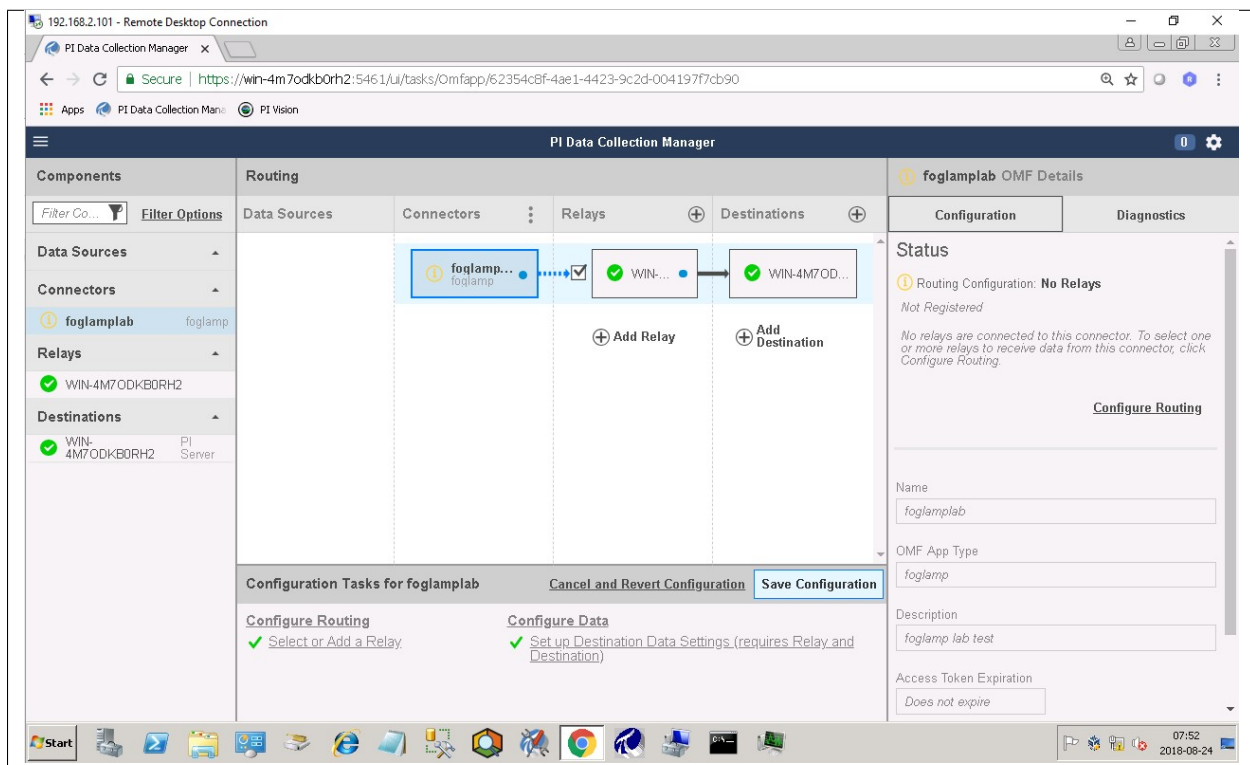 192.168.2.101 - Remote Desktop Connection
PI Data Collection Manager
Secure | https://win-4m7odkb0rh2:5461/ui/tasks/Omfapp/62354c8f-4ae1-4423-9c2d-004197f7cb90
Apps PI Data Collection Mana PI Vision
PI Data Collection Manager 0
Components
Filter Co... Filter Options
Data Sources
Connectors
foglamplab foglamp
Relays
WIN-4M7ODKB0RH2
Destinations
WIN-
4M7ODKB0RH2
PI
Server
Routing
Data Sources Connectors Relays Destinations
foglamp...
foglamp
WIN-...
WIN-4M7OD...
Add Relay
Add
Destination
Configuration Tasks for foglamplab Cancel and Revert Configuration Save Configuration
Configure Routing
Select or Add a Relay
Configure Data
Set up Destination Data Settings (requires Relay and
Destination)
foglamplab OMF Details
Configuration Diagnostics
Status
Routing Configuration: No Relays
Not Registered
No relays are connected to this connector. To select one
or more relays to receive data from this connector, click
Configure Routing.
Configure Routing
Name
foglamplab
OMF App Type
foglamp
Description
foglamp lab test
Access Token Expiration
Does not expire
Start
07:52
2018-08-24